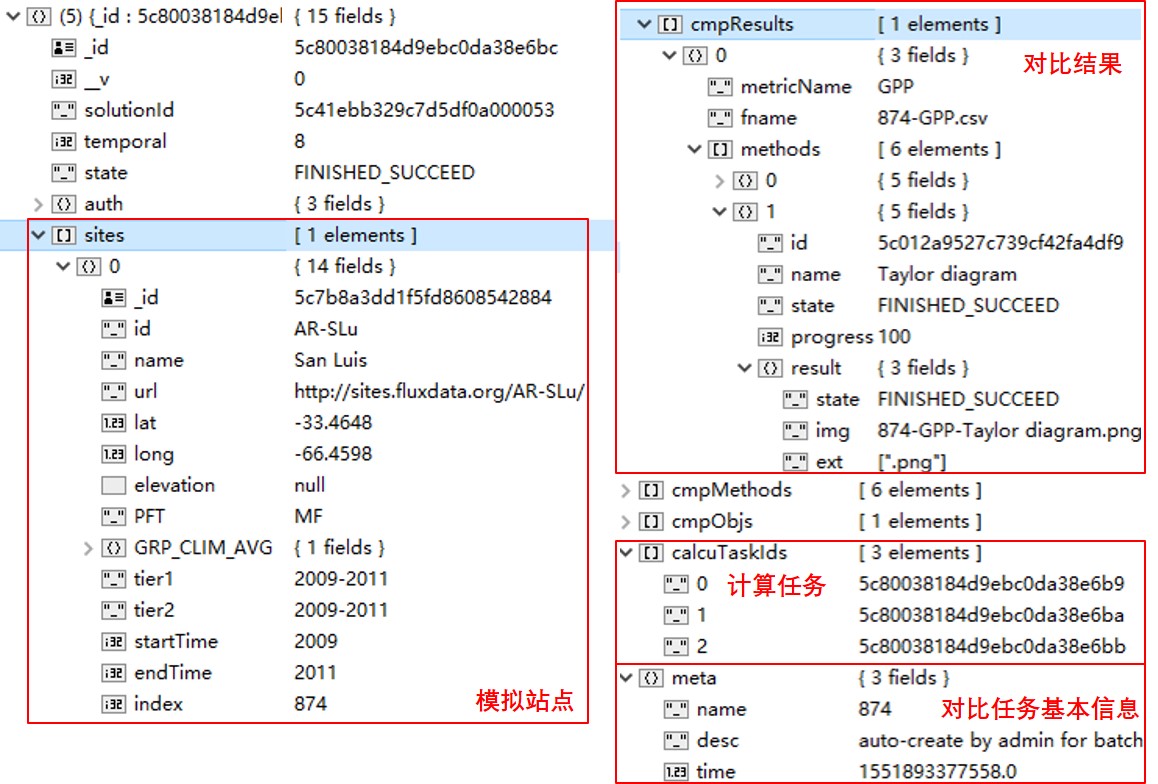 (5) {_id : 5c80038184d9el { 15 fields }
_id 5c80038184d9ebc0da38e6bc
__v 0
solutionId 5c41ebb329c7d5df0a000053
temporal 8
state FINISHED_SUCCEED
auth { 3 fields }
sites [ 1 elements ]
0 { 14 fields }
_id 5c7b8a3dd1f5fd8608542884
id AR-SLu
name San Luis
url http://sites.fluxdata.org/AR-SLu/
lat -33.4648
long -66.4598
elevation null
PFT MF
GRP_CLIM_AVG { 1 fields }
tier1 2009-2011
tier2 2009-2011
startTime 2009
endTime 2011
index 874
模拟站点
cmpResults [ 1 elements ]
0 { 3 fields }
对比结果
metricName GPP
fname 874-GPP.csv
methods [ 6 elements ]
0 { 5 fields }
1 { 5 fields }
id 5c012a9527c739cf42fa4df9
name Taylor diagram
state FINISHED_SUCCEED
progress 100
result { 3 fields }
state FINISHED_SUCCEED
img 874-GPP-Taylor diagram.png
ext [".png"]
cmpMethods [ 6 elements ]
cmpObjs [ 1 elements ]
calcuTaskIds [ 3 elements ]
0 计算任务 5c80038184d9ebc0da38e6b9
1 5c80038184d9ebc0da38e6ba
2 5c80038184d9ebc0da38e6bb
meta { 3 fields }
name 874 对比任务基本信息
desc auto-create by admin for batch
time 1551893377558.0